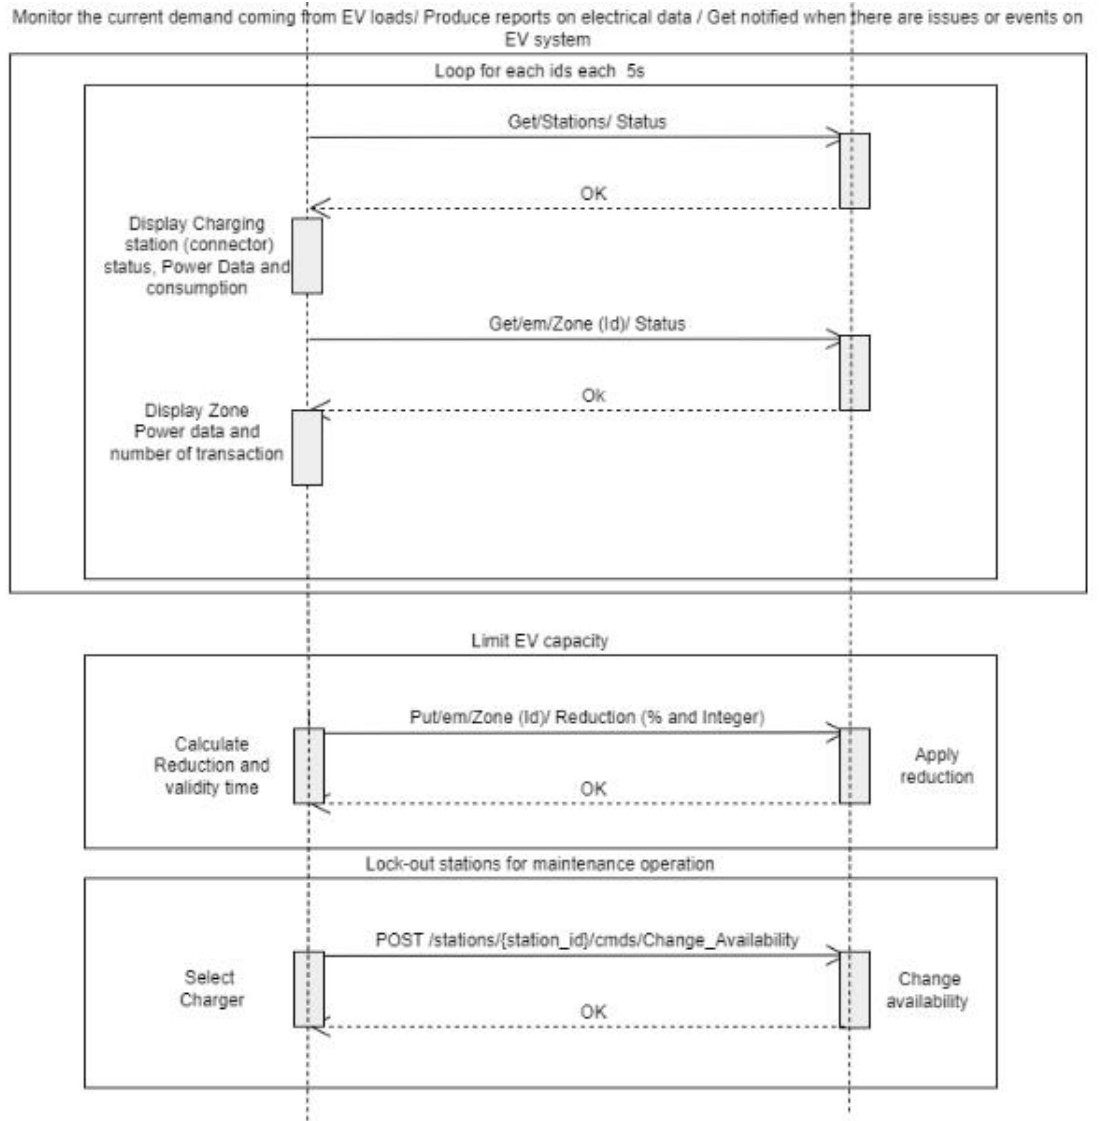 Monitor the current demand coming from EV loads/ Produce reports on electrical data / Get notified when there are issues or events on
EV system
Loop for each ids each 5s
Get/Stations/ Status
OK
Display Charging
station (connector)
status, Power Data and
consumption
Get/em/Zone (Id)/ Status
Ok
Display Zone
Power data and
number of transaction
Limit EV capacity
Put/em/Zone (Id)/ Reduction (% and Integer)
Calculate
Reduction and
validity time
Apply
reduction
OK
Lock-out stations for maintenance operation
POST /stations/{station_id}/cmds/Change_Availability
Select
Charger
Change
availability
OK